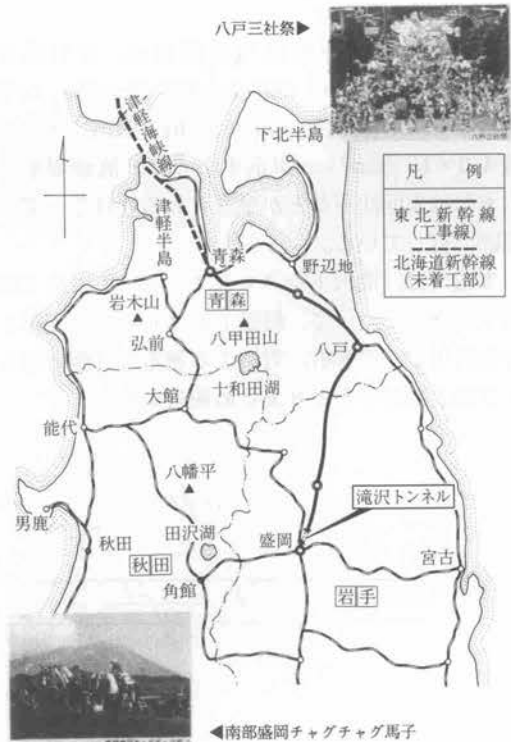 八戸三社祭▶
八戸三社祭
凡 例
東北新幹線
(工事線)
北海道新幹線
(未着工部)
津軽海峡線
下北半島
津軽半島
青森
野辺地
岩木山
青森
弘前
八甲田山
八戸
十和田湖
大館
能代
八幡平
滝沢トンネル
男鹿
秋田
田沢湖
盛岡
宮古
秋田
角館
岩手
◀南部盛岡チャグチャグ馬子